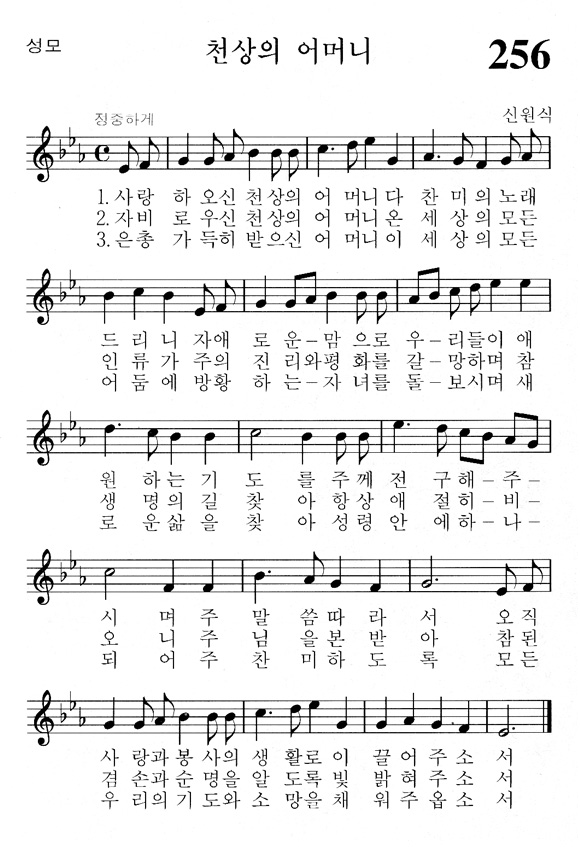 성모
천상의 어머니
256
장중하게
신원식
1.사랑 하 오신 천상의 어 머니다 찬 미의 노래
2.자비 로 우신 천상의 어 머니온 세 상의 모든
3.은총 가 득히 받으신 어 머니이 세 상의 모든
드 리 니 자애 로 운–맘 으로 우–리들이 애
인 류 가 주의 진 리와평 화를 갈–망하며 참
어 둠 에 방황 하 는–자 녀를 돌–보시며 새
원 하는기 도 를주께 전 구해–주–
생 명의길 찾 아항상 애 절히–비–
로 운삶을 찾 아성령 안 에하–나–
시 며주 말 씀따라 서 오직
오 니주 님 을본받 아 참된
되 어주 찬 미하도 록 모든
사 랑과봉 사의 생 활로이 끌어주소 서
겸 손과순 명을 알 도록빛 밝혀주소 서
우 리의기 도와 소 망을채 워주옵소 서